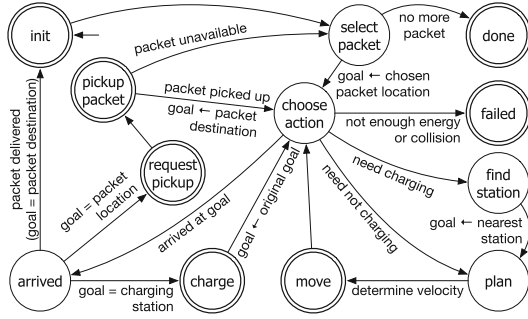 init
packet unavailable
select
packet
no more
packet
done
pickup
packet
packet picked up
goal ← packet
destination
goal ← chosen
packet location
choose
action
not enough energy
or collision
failed
packet delivered
(goal = packet destination)
request
pickup
goal = packet
location
arrived at goal
goal ← original goal
need not charging
need charging
find
station
goal ← nearest
station
arrived
goal = charging
station
charge
move
determine velocity
plan